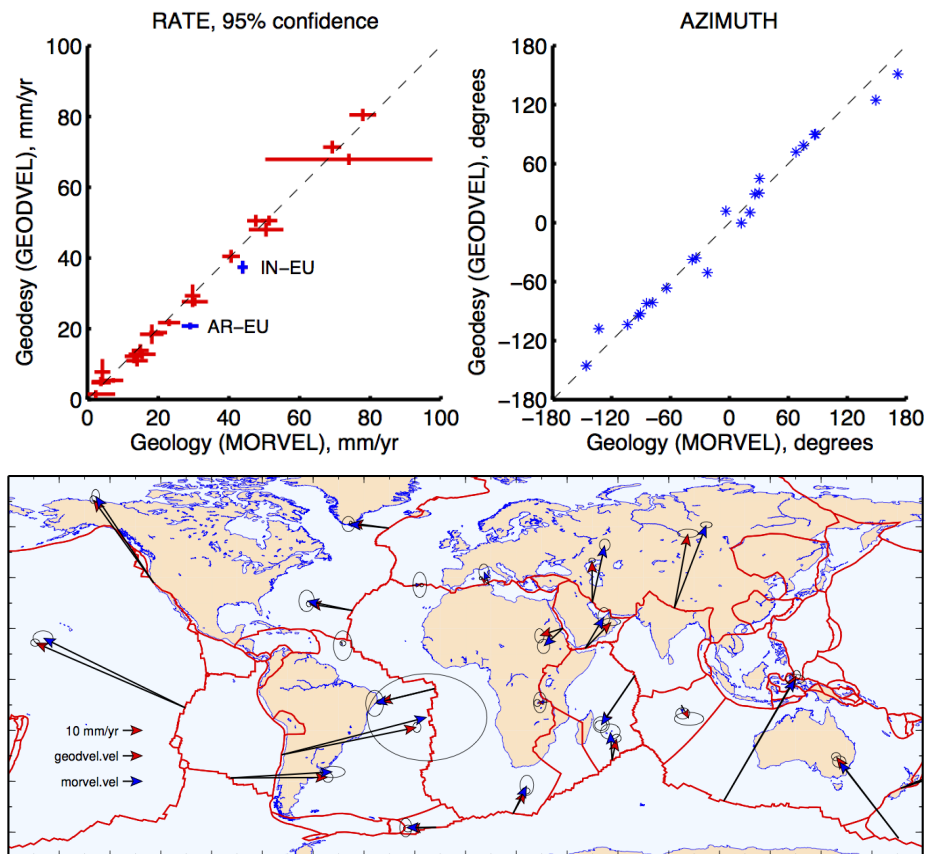 RATE, 95% confidence
100
80
60
40
20
0
Geodesy (GEODVEL), mm/yr
IN−EU
AR−EU
0 20 40 60 80 100
Geology (MORVEL), mm/yr
AZIMUTH
180
120
60
0
−60
−120
−180
Geodesy (GEODVEL), degrees
−180 −120 −60 0 60 120 180
Geology (MORVEL), degrees
10 mm/yr
geodvel.vel
morvel.vel